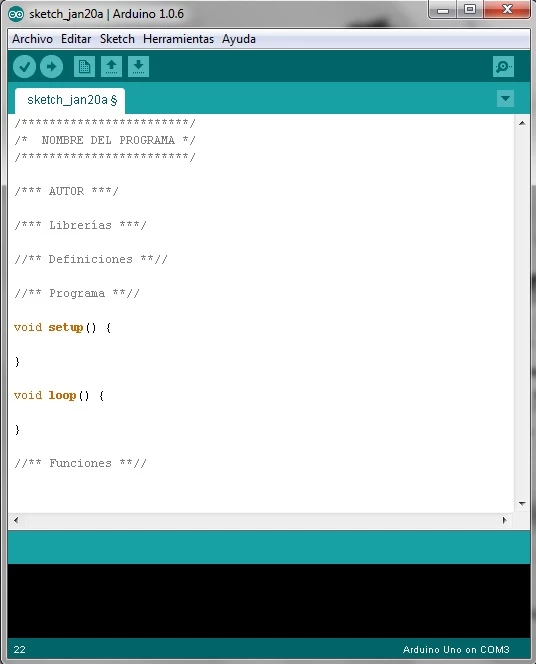 sketch_jan20a | Arduino 1.0.6
Archivo Editar Sketch Herramientas Ayuda
sketch_jan20a §
/************************/
/*  NOMBRE DEL PROGRAMA */
/************************/
/*** AUTOR ***/
/*** Librerías ***/
//** Definiciones **//
//** Programa **//
void setup() {
}
void loop() {
}
//** Funciones **//
22
Arduino Uno on COM3